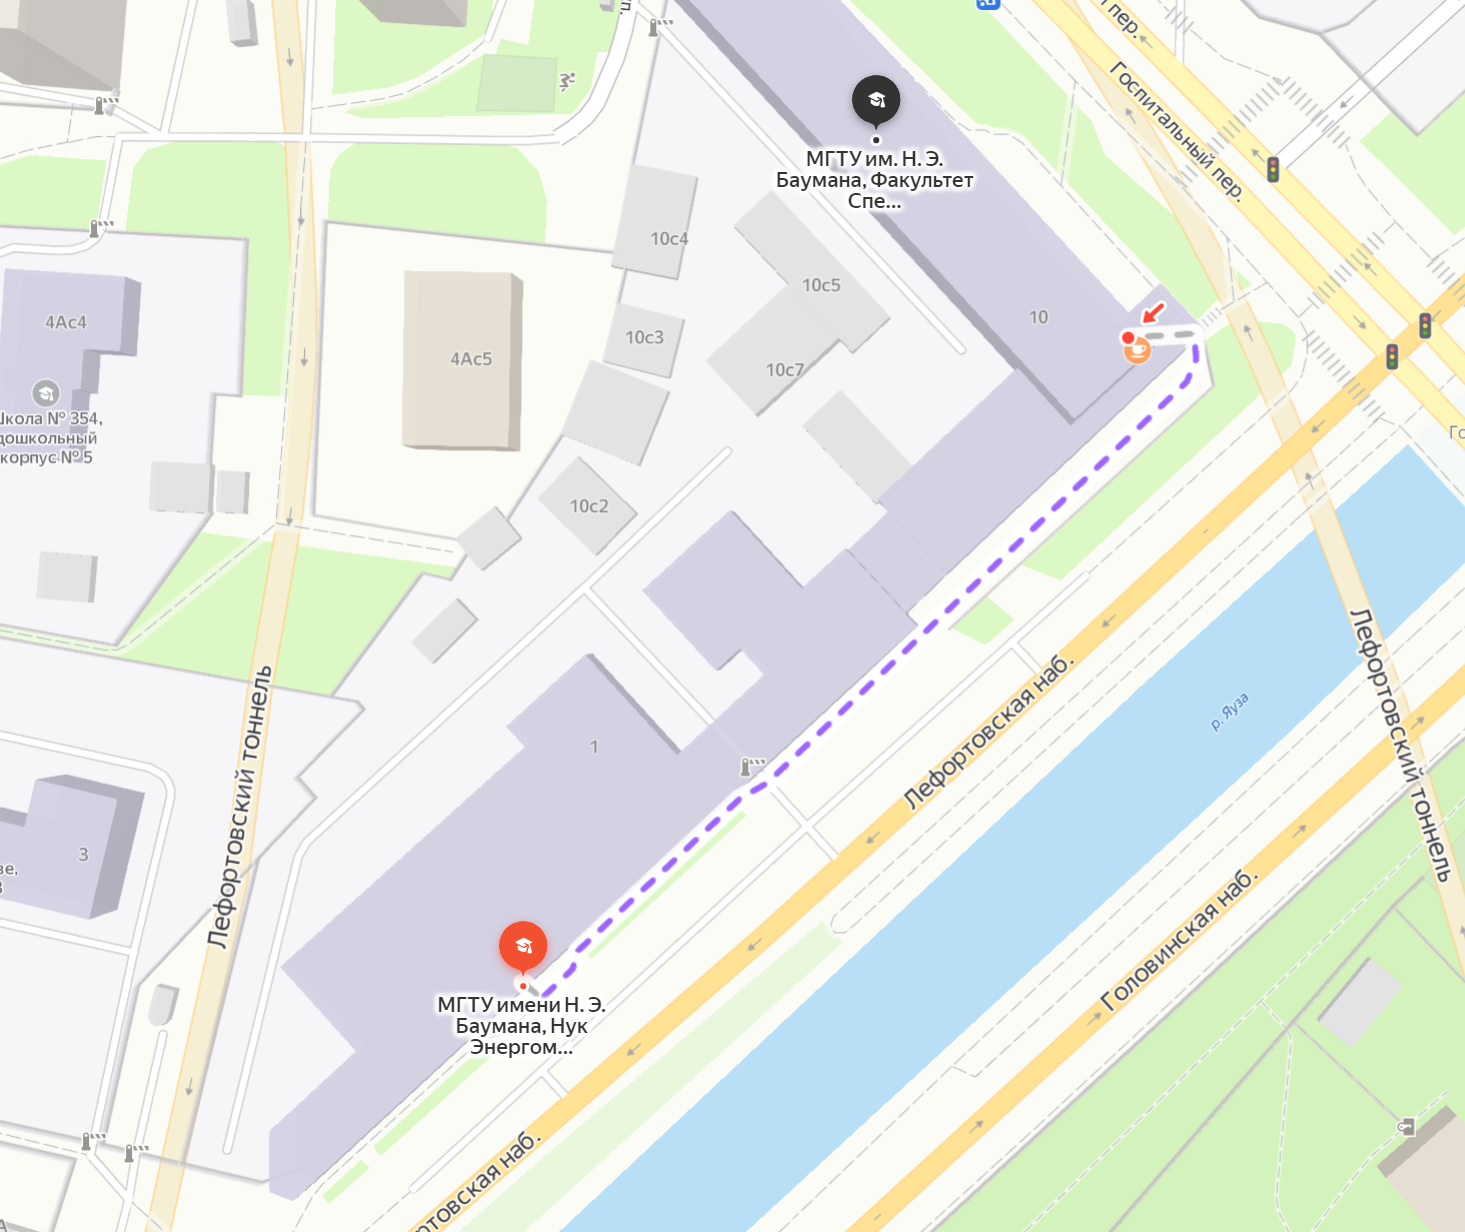 пер.
Госпитальный пер.
МГТУ им. Н. Э.
Баумана, Факультет
Спе...
10с4
10с5
10
4Ас4
10с3
4Ас5
10с7
Школа № 354,
дошкольный
корпус № 5
10с2
Лефортовский тоннель
Лефортовский тоннель
р. Яуза
Лефортовская наб.
1
3
Головинская наб.
МГТУ имени Н. Э.
Баумана, Нук
Энергом...
ртовская наб.